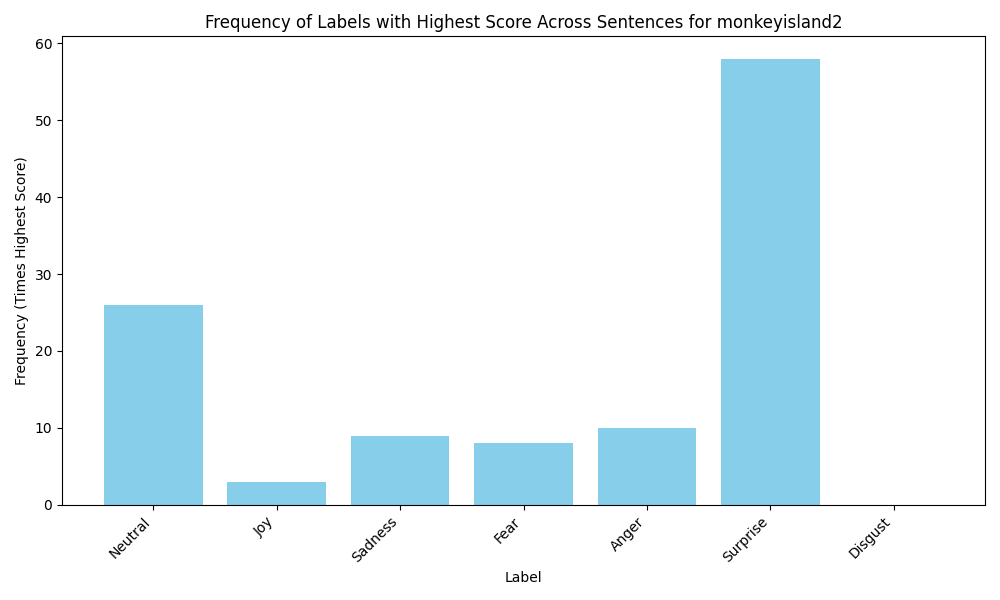 Frequency of Labels with Highest Score Across Sentences for monkeyisland2
60
50
40
30
20
10
0
Frequency (Times Highest Score)
Neutral
Joy
Sadness
Fear
Anger
Surprise
Disgust
Label